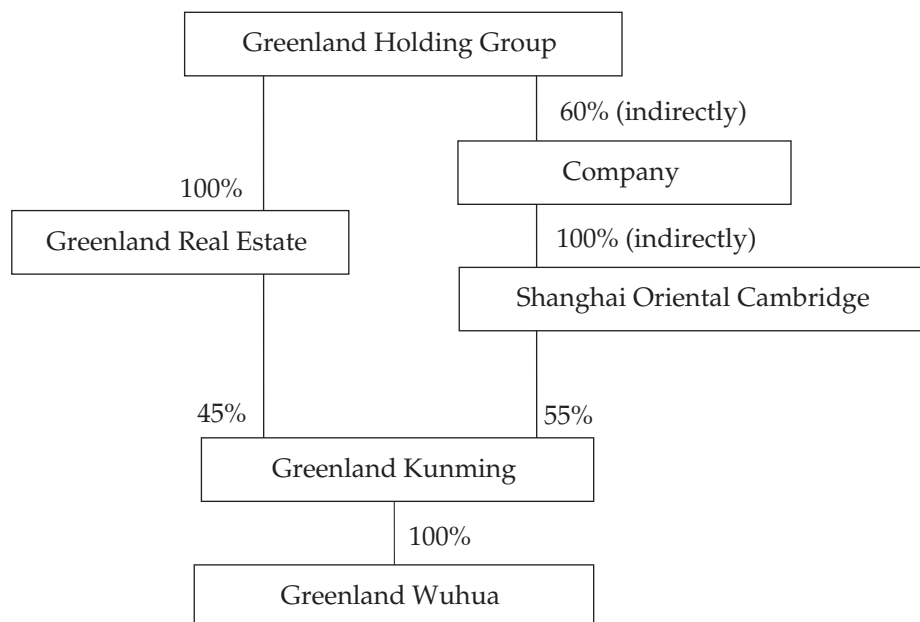 Greenland Holding Group
60% (indirectly)
Company
100%
Greenland Real Estate
100% (indirectly)
Shanghai Oriental Cambridge
45%
55%
Greenland Kunming
100%
Greenland Wuhua